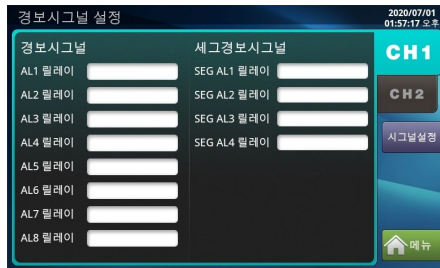 경보시그널 설정
2020/07/01
01:57:17 오후
경보시그널
AL1 릴레이
AL2 릴레이
AL3 릴레이
AL4 릴레이
AL5 릴레이
AL6 릴레이
AL7 릴레이
AL8 릴레이
세그경보시그널
SEG AL1 릴레이
SEG AL2 릴레이
SEG AL3 릴레이
SEG AL4 릴레이
CH1
CH2
시그널설정
메뉴